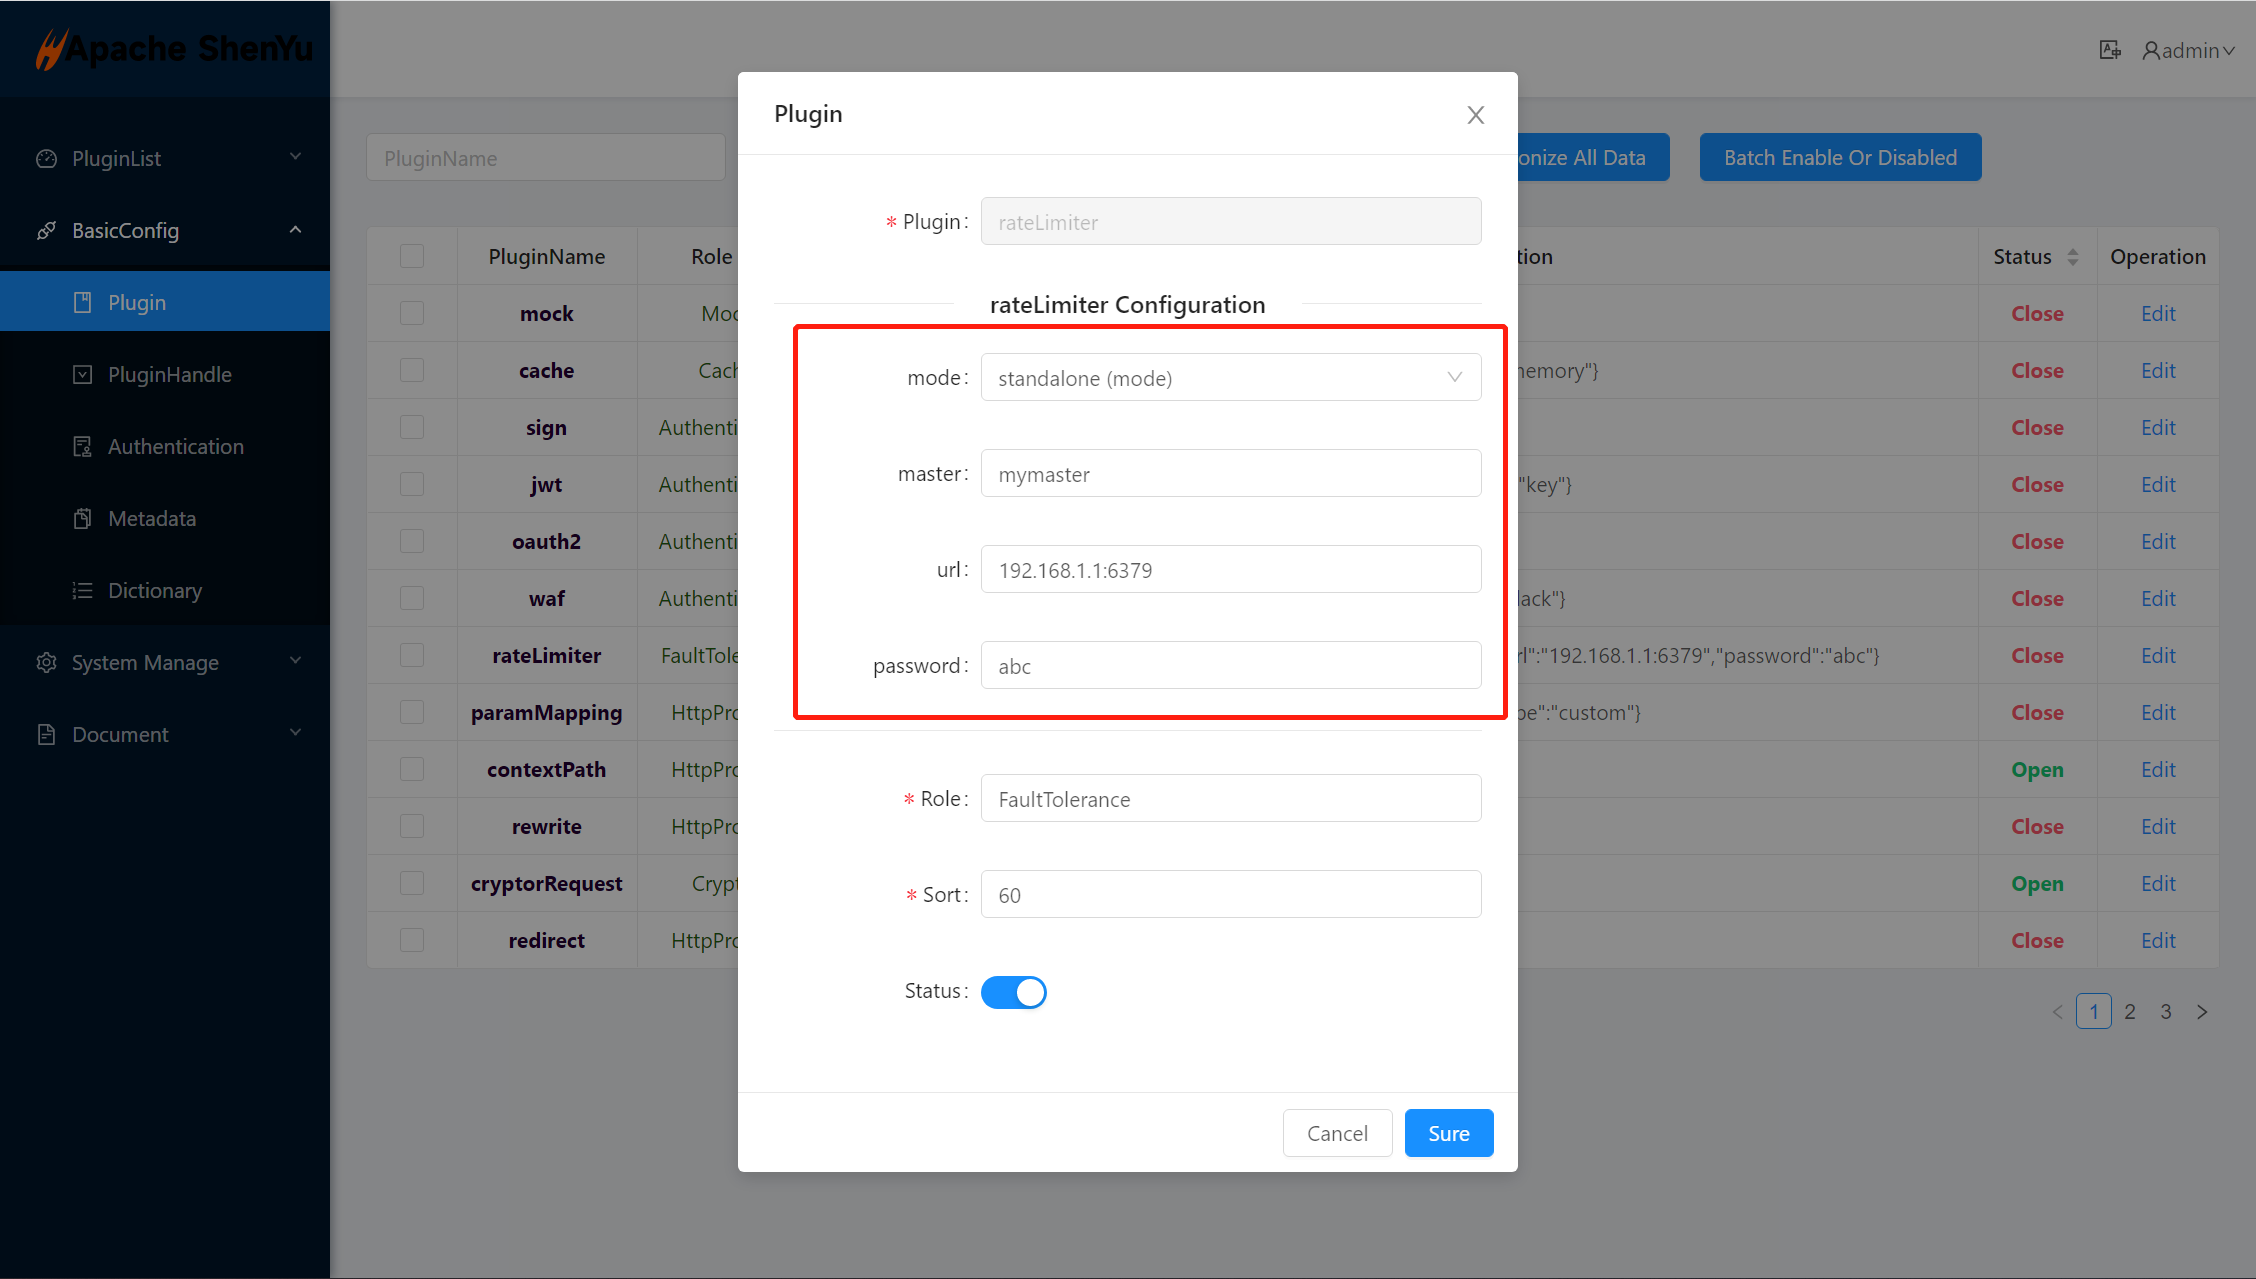 Apache ShenYu
admin
PluginList
BasicConfig
Plugin
PluginHandle
Authentication
Metadata
Dictionary
System Manage
Document
PluginName
onize All Data
Batch Enable Or Disabled
PluginName Role tion Status Operation
mock Moc Close Edit
cache Cach emory"} Close Edit
sign Authenti Close Edit
jwt Authenti "key"} Close Edit
oauth2 Authenti Close Edit
waf Authenti lack"} Close Edit
rateLimiter FaultTole rl":"192.168.1.1:6379","password":"abc"} Close Edit
paramMapping HttpPro pe":"custom"} Close Edit
contextPath HttpPro Open Edit
rewrite HttpPro Close Edit
cryptorRequest Crypt Open Edit
redirect HttpPro Close Edit
< 1 2 3 >
Plugin
* Plugin: rateLimiter
rateLimiter Configuration
mode: standalone (mode)
master: mymaster
url: 192.168.1.1:6379
password: abc
* Role: FaultTolerance
* Sort: 60
Status:
Cancel Sure